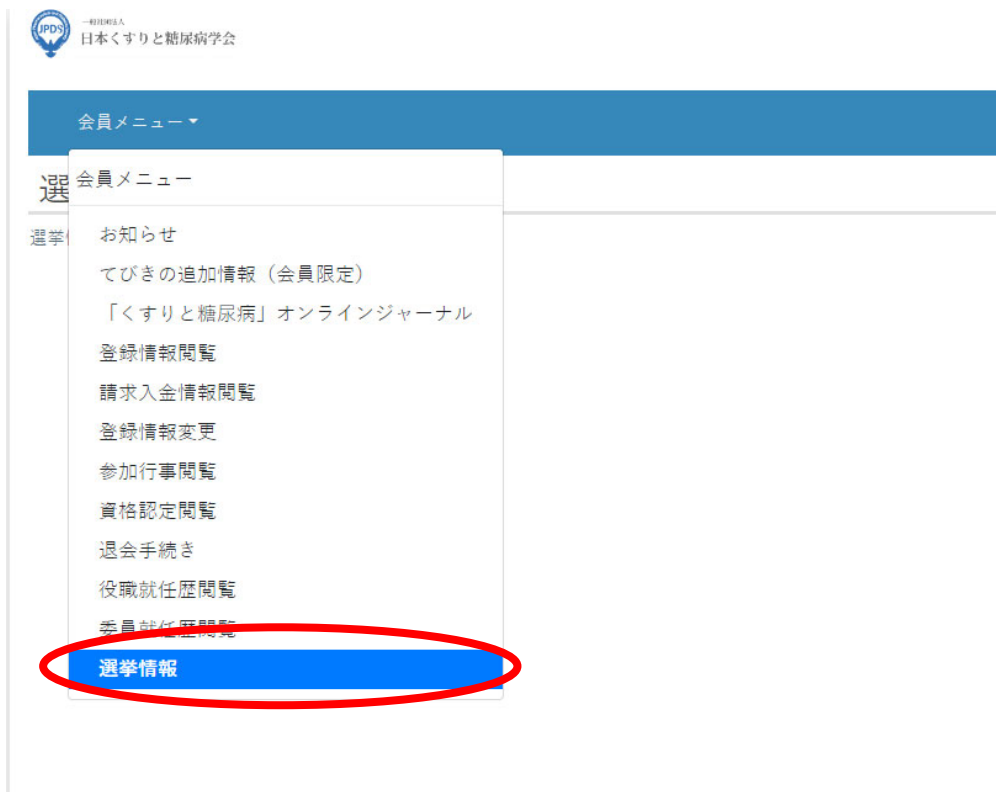 JPDS
一般社団法人
日本くすりと糖尿病学会
会員メニュー
会員メニュー
選
選挙
お知らせ
てびきの追加情報（会員限定）
「くすりと糖尿病」オンラインジャーナル
登録情報閲覧
請求入金情報閲覧
登録情報変更
参加行事閲覧
資格認定閲覧
退会手続き
役職就任歴閲覧
委員就任歴閲覧
選挙情報